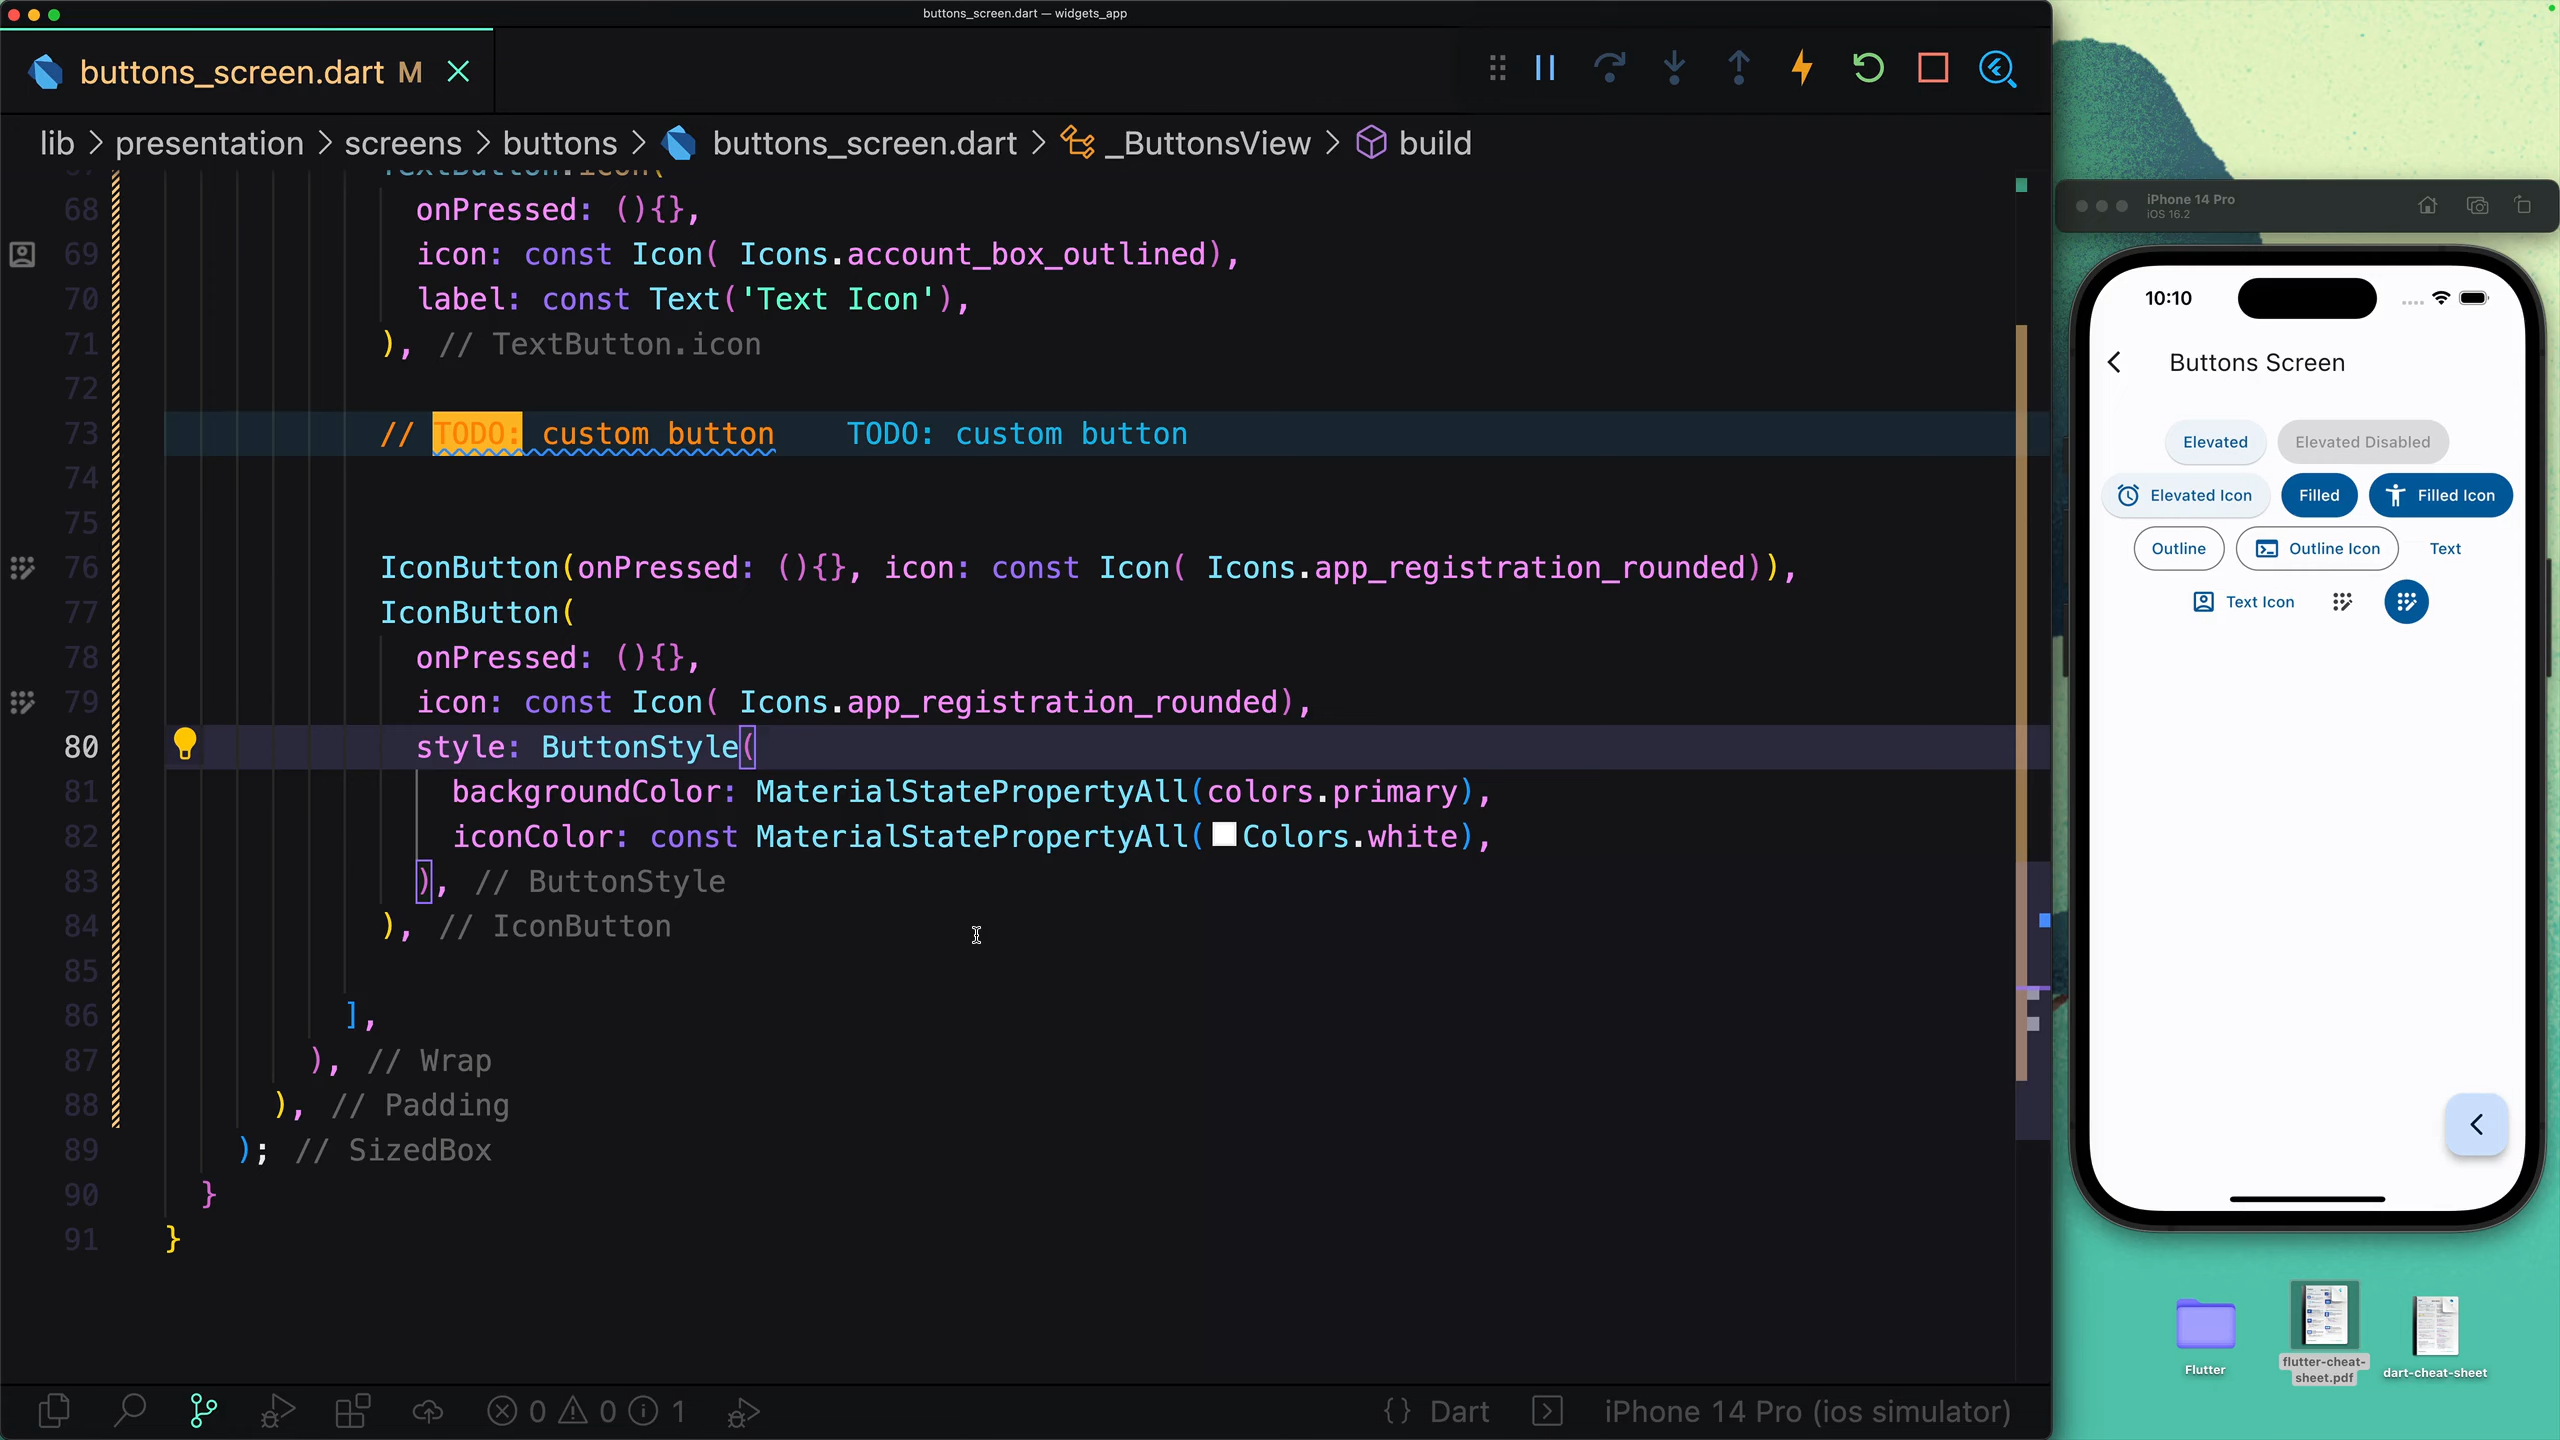 buttons_screen.dart — widgets_app
buttons_screen.dart M
lib > presentation > screens > buttons > buttons_screen.dart > _ButtonsView > build
67 TextButton.icon(
68 onPressed: (){},
69 icon: const Icon( Icons.account_box_outlined),
70 label: const Text('Text Icon'),
71 ), // TextButton.icon
72
73 // TODO: custom button TODO: custom button
74
75
76 IconButton(onPressed: (){}, icon: const Icon( Icons.app_registration_rounded)),
77 IconButton(
78 onPressed: (){},
79 icon: const Icon( Icons.app_registration_rounded),
80 style: ButtonStyle(
81 backgroundColor: MaterialStatePropertyAll(colors.primary),
82 iconColor: const MaterialStatePropertyAll( Colors.white),
83 ), // ButtonStyle
84 ), // IconButton
85
86 ],
87 ), // Wrap
88 ), // Padding
89 ); // SizedBox
90 }
91 }
0 0 1 {} Dart iPhone 14 Pro (ios simulator)
iPhone 14 Pro
iOS 16.2
10:10
Buttons Screen
Elevated Elevated Disabled
Elevated Icon Filled Filled Icon
Outline Outline Icon Text
Text Icon
Flutter
flutter-cheat-
sheet.pdf
dart-cheat-sheet